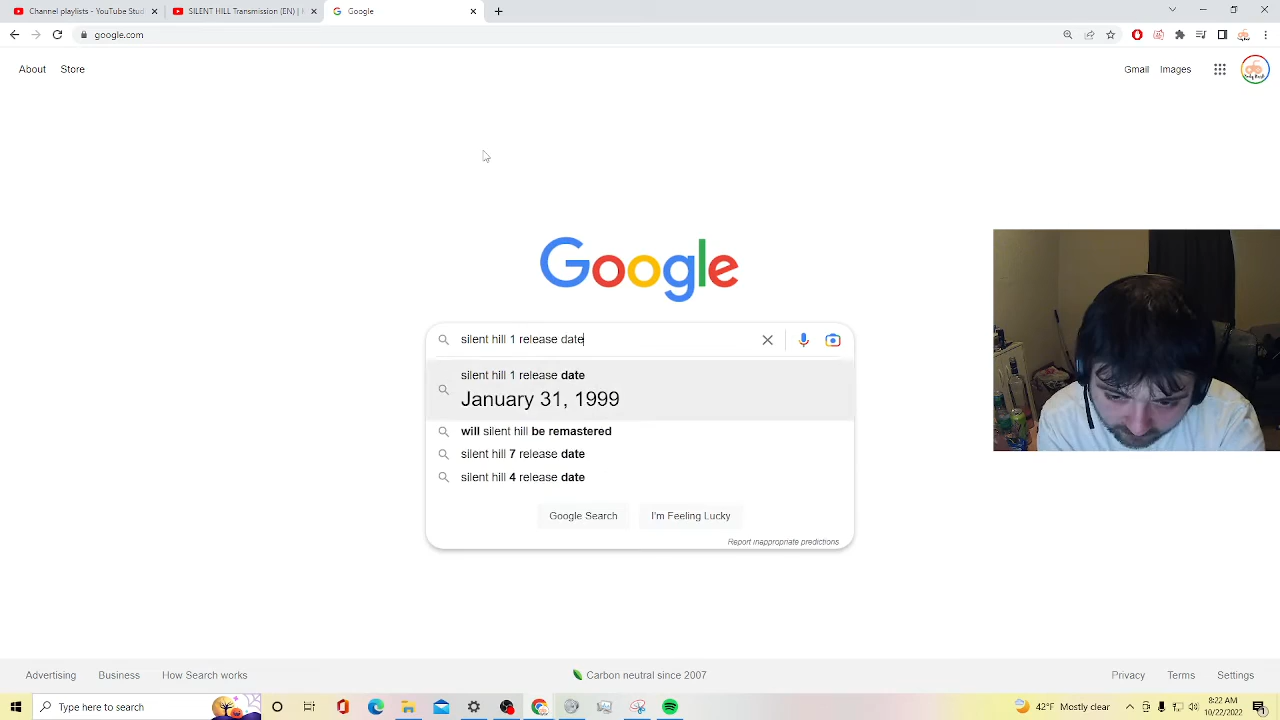 Channel playlists - YouTube Stud
SILENT HILL Transmission (EN) |
Google
google.com
About
Store
Gmail
Images
Google
silent hill 1 release date
silent hill 1 release date
January 31, 1999
will silent hill be remastered
silent hill 7 release date
silent hill 4 release date
Google Search
I'm Feeling Lucky
Report inappropriate predictions
Advertising
Business
How Search works
Carbon neutral since 2007
Privacy
Terms
Settings
Type here to search
42°F Mostly clear
8:22 AM
10/22/2022